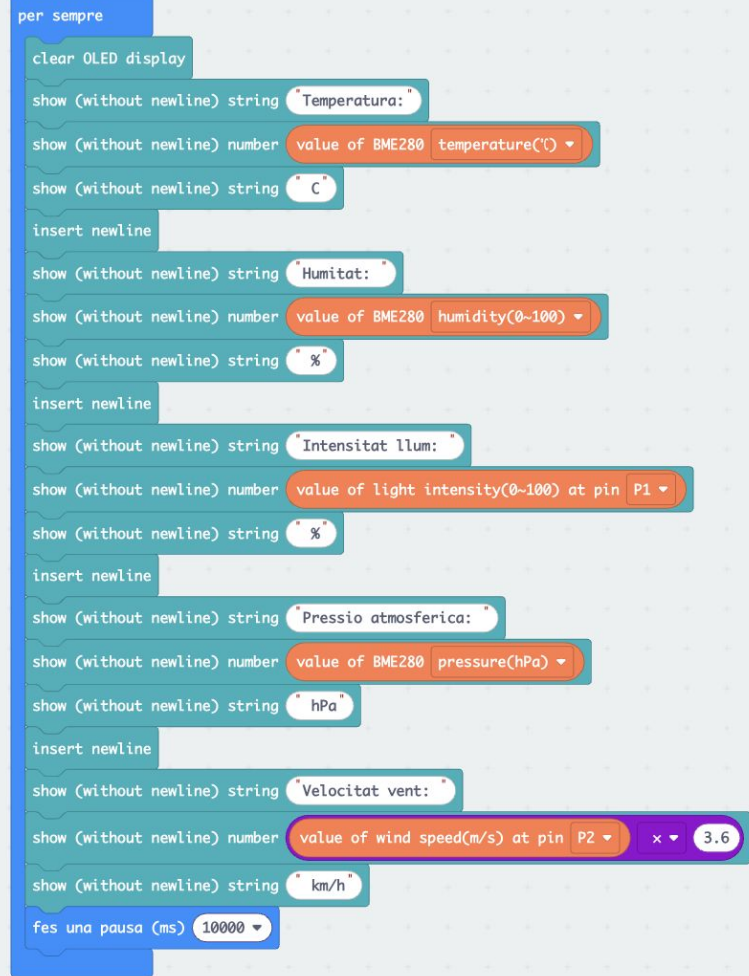 per sempre
clear OLED display
show (without newline) string "Temperatura:"
show (without newline) number value of BME280 temperature(℃) ▾
show (without newline) string " C"
insert newline
show (without newline) string "Humitat: "
show (without newline) number value of BME280 humidity(0~100) ▾
show (without newline) string " %"
insert newline
show (without newline) string "Intensitat llum: "
show (without newline) number value of light intensity(0~100) at pin P1 ▾
show (without newline) string " %"
insert newline
show (without newline) string "Pressio atmosferica: "
show (without newline) number value of BME280 pressure(hPa) ▾
show (without newline) string " hPa"
insert newline
show (without newline) string "Velocitat vent: "
show (without newline) number value of wind speed(m/s) at pin P2 ▾ x ▾ 3.6
show (without newline) string " km/h"
fes una pausa (ms) 10000 ▾